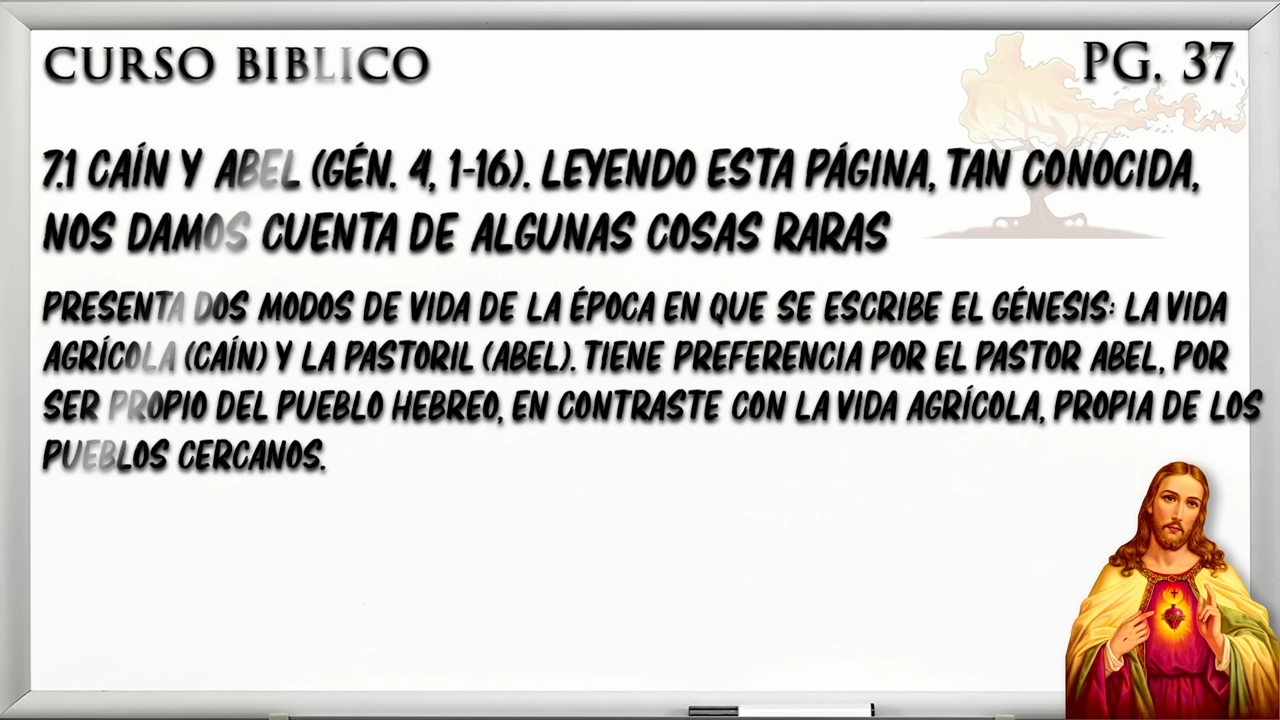 CURSO BIBLICO
PG. 37
7.1 CAÍN Y ABEL (GÉN. 4, 1-16). LEYENDO ESTA PÁGINA, TAN CONOCIDA,
NOS DAMOS CUENTA DE ALGUNAS COSAS RARAS
PRESENTA DOS MODOS DE VIDA DE LA ÉPOCA EN QUE SE ESCRIBE EL GÉNESIS: LA VIDA
AGRÍCOLA (CAÍN) Y LA PASTORIL (ABEL). TIENE PREFERENCIA POR EL PASTOR ABEL, POR
SER PROPIO DEL PUEBLO HEBREO, EN CONTRASTE CON LA VIDA AGRÍCOLA, PROPIA DE LOS
PUEBLOS CERCANOS.